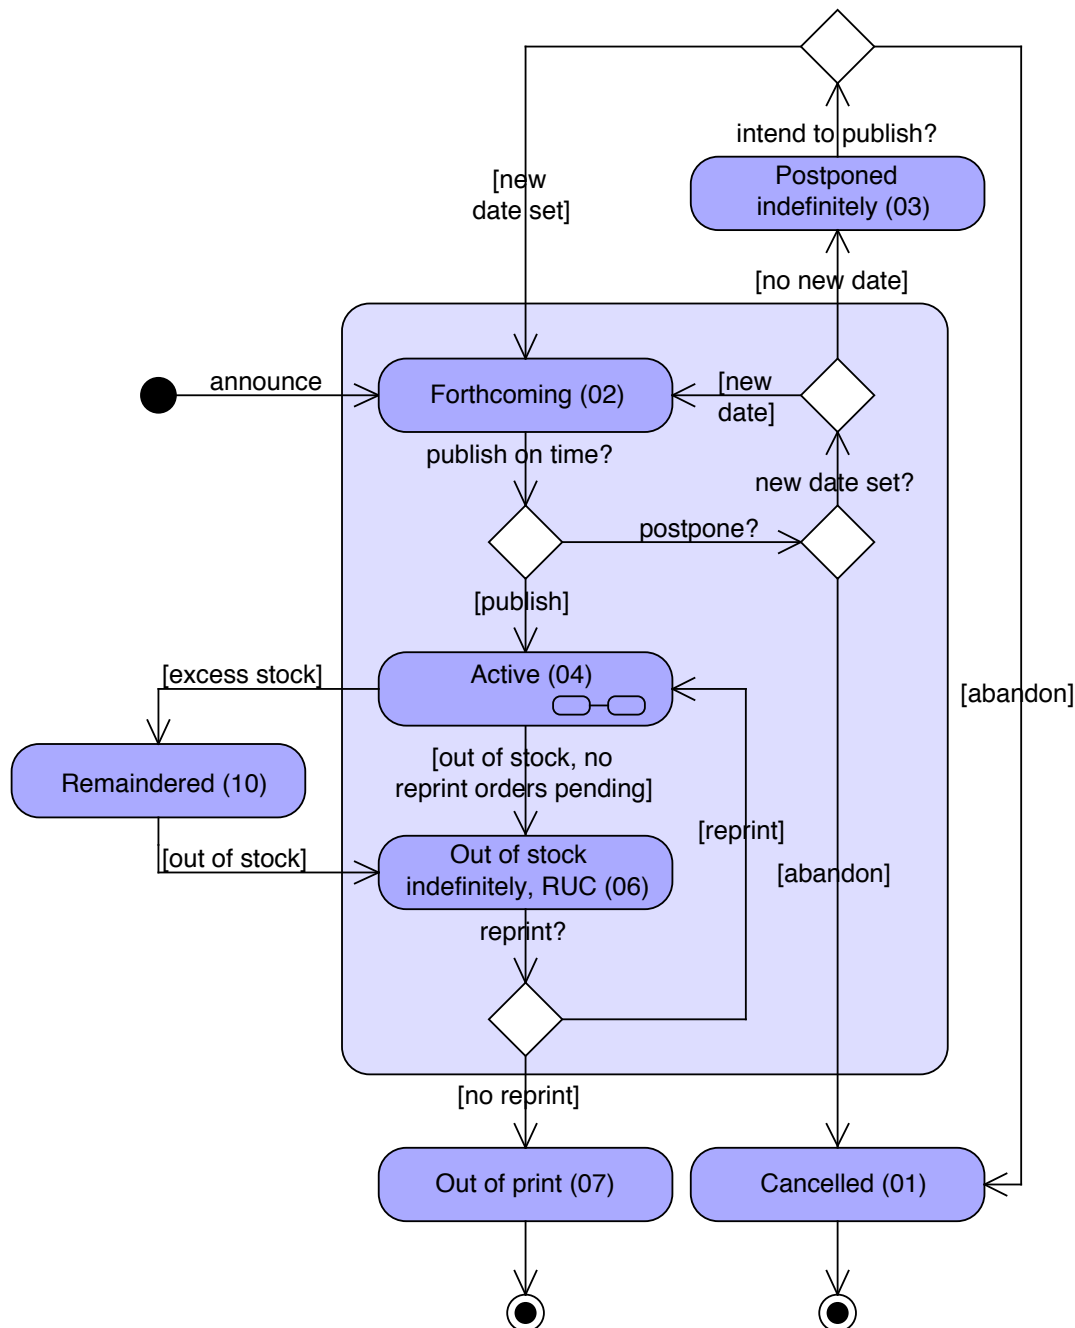 intend to publish?
Postponed
indefinitely (03)
[new
date set]
[no new date]
announce
Forthcoming (02)
[new
date]
publish on time?
new date set?
postpone?
[publish]
[excess stock]
Active (04)
[abandon]
[out of stock, no
reprint orders pending]
Remaindered (10)
[reprint]
[out of stock]
Out of stock
indefinitely, RUC (06)
[abandon]
reprint?
[no reprint]
Out of print (07)
Cancelled (01)